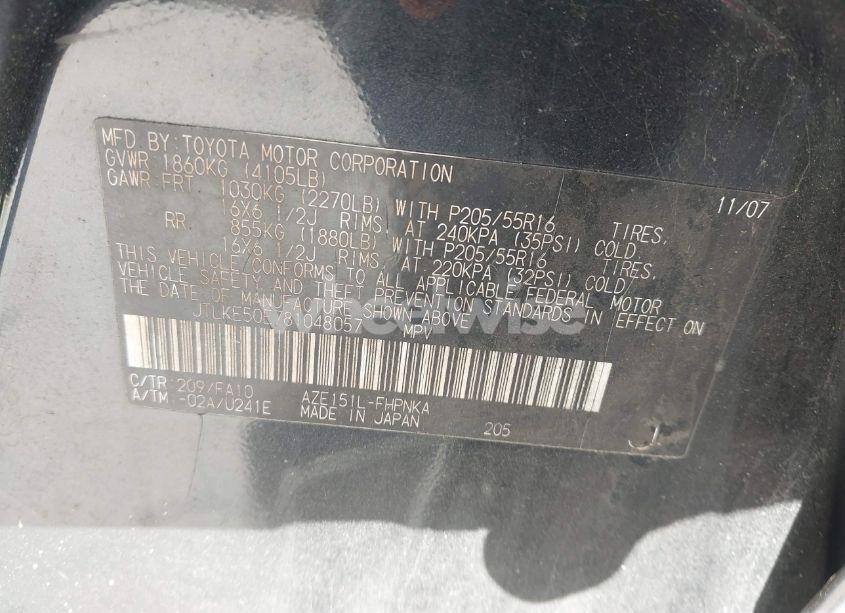 MFD BY: TOYOTA MOTOR CORPORATION 11/07
GVWR 1860KG (4105LB)
GAWR FRT 1030KG (2270LB) WITH P205/55R16 TIRES,
16X6 1/2J RIMS, AT 240KPA (35PSI) COLD
RR 855KG (1880LB) WITH P205/55R16 TIRES,
16X6 1/2J RIMS, AT 220KPA (32PSI) COLD
THIS VEHICLE CONFORMS TO ALL APPLICABLE FEDERAL MOTOR
VEHICLE SAFETY AND THEFT PREVENTION STANDARDS IN EFFECT ON
THE DATE OF MANUFACTURE SHOWN ABOVE
MPV
C/TR: 209/FA10 AZE151L-FHPNKA
A/TM: -02A/U241E MADE IN JAPAN 205 J